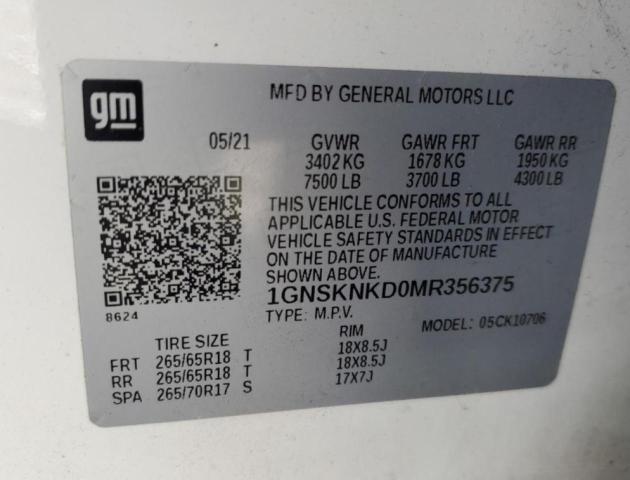 gm
MFD BY GENERAL MOTORS LLC
05/21 GVWR GAWR FRT GAWR RR
3402 KG 1678 KG 1950 KG
7500 LB 3700 LB 4300 LB
THIS VEHICLE CONFORMS TO ALL
APPLICABLE U.S. FEDERAL MOTOR
VEHICLE SAFETY STANDARDS IN EFFECT
ON THE DATE OF MANUFACTURE
SHOWN ABOVE.
1GNSKNKD0MR356375
8624
TYPE: M.P.V. MODEL: 05CK10706
TIRE SIZE RIM
FRT 265/65R18 T 18X8.5J
RR 265/65R18 T 18X8.5J
SPA 265/70R17 S 17X7J